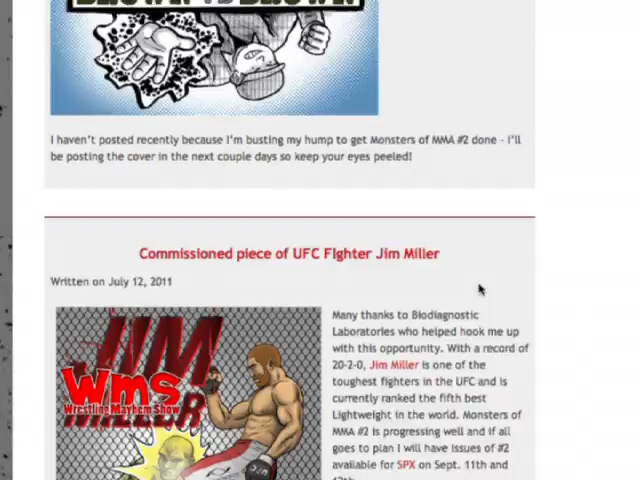 I haven't posted recently because I'm busting my hump to get Monsters of MMA #2 done - I'll
be posting the cover in the next couple days so keep your eyes peeled!
Commissioned piece of UFC Fighter Jim Miller
Written on July 12, 2011
JIM
MILLER
Wms
Wrestling Mayhem Show
Many thanks to Biodiagnostic
Laboratories who helped hook me up
with this opportunity. With a record of
20-2-0, Jim Miller is one of the
toughest fighters in the UFC and is
currently ranked the fifth best
Lightweight in the world. Monsters of
MMA #2 is progressing well and if all
goes to plan I will have issues of #2
available for SPX on Sept. 11th and